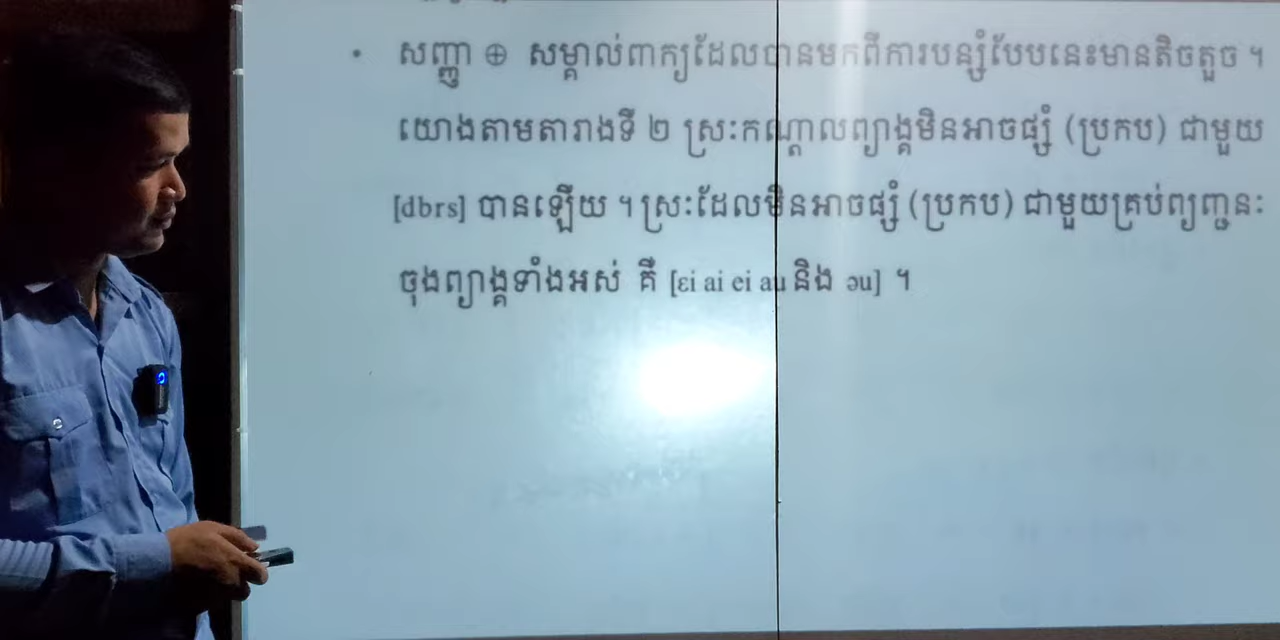 • សញ្ញា ⊕ សម្គាល់ពាក្យដែលបានមកពីការបន្សំបែបនេះមានតិចតួច ។
យោងតាមតារាងទី ២ ស្រៈកណ្ដាលព្យាង្គមិនអាចផ្សំ (ប្រកប) ជាមួយ
[dbrs] បានឡើយ ។ ស្រៈដែលមិនអាចផ្សំ (ប្រកប) ជាមួយគ្រប់ព្យញ្ជនៈ
ចុងព្យាង្គទាំងអស់ គឺ [ɛi ai ei au និង əu] ។